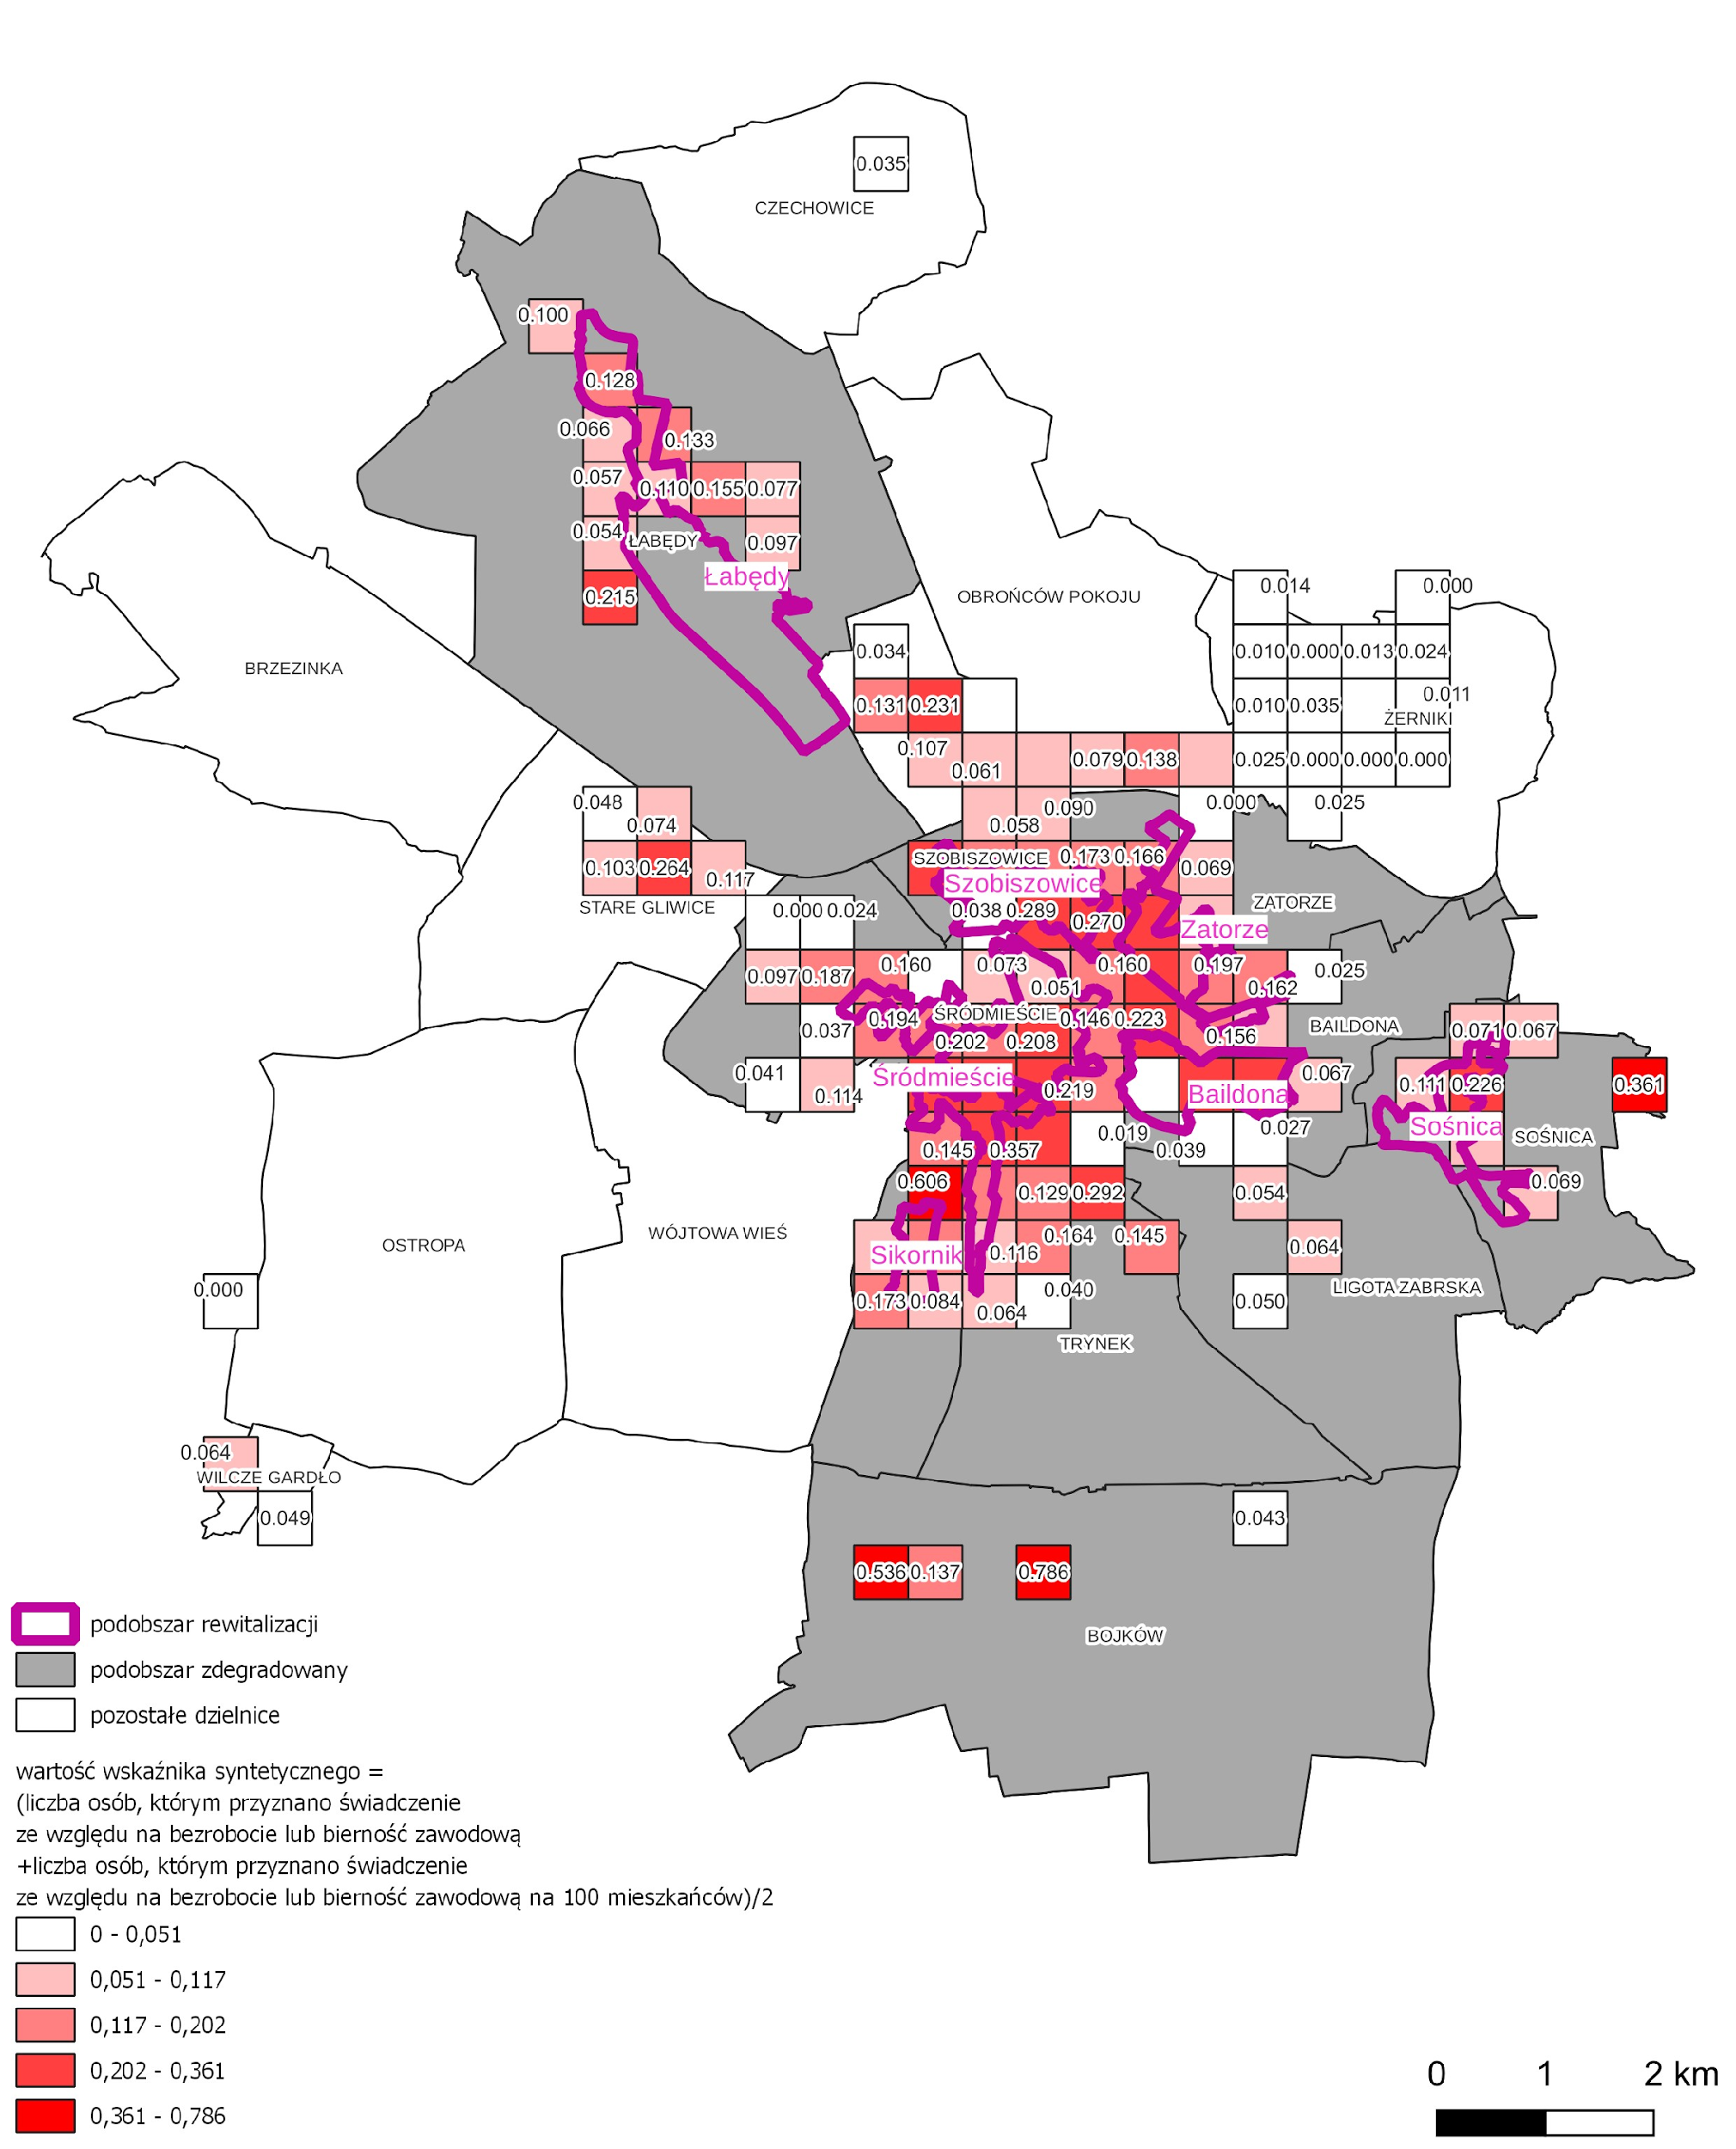 0.035
CZECHOWICE
0.100
0.128
0.066
0.133
0.057
0.110 0.155 0.077
0.054
ŁABĘDY
0.097
Łabędy
0.215
OBROŃCÓW POKOJU
0.014
0.000
BRZEZINKA
0.034
0.010 0.000 0.013 0.024
0.131 0.231
0.010 0.035
0.011
ŻERNIKI
0.107
0.061
0.079 0.138
0.025 0.000 0.000 0.000
0.048
0.074
0.090
0.058
0.000
0.025
0.103 0.264
0.117
SZOBISZOWICE
0.173 0.166
0.069
Szobiszowice
STARE GLIWICE
0.000 0.024
0.038 0.289
0.270
ZATORZE
Zatorze
0.097 0.187
0.160
0.073
0.051
0.160
0.197
0.162
0.025
0.037
0.194
ŚRÓDMIEŚCIE
0.146 0.223
0.202
0.208
0.156
BAILDONA
0.071 0.067
0.041
0.114
Śródmieście
0.219
Baildona
0.067
0.111 0.226
0.361
0.145
0.357
0.019
0.039
0.027
Sośnica
SOŚNICA
0.606
0.129 0.292
0.054
0.069
OSTROPA
WÓJTOWA WIEŚ
Sikornik
0.116
0.164
0.145
0.064
0.000
0.173 0.084
0.064
0.040
0.050
LIGOTA ZABRSKA
TRYNEK
0.064
WILCZE GARDŁO
0.049
0.043
0.536 0.137
0.786
BOJKÓW
podobszar rewitalizacji
podobszar zdegradowany
pozostałe dzielnice
wartość wskaźnika syntetycznego =
(liczba osób, którym przyznano świadczenie
ze względu na bezrobocie lub bierność zawodową
+liczba osób, którym przyznano świadczenie
ze względu na bezrobocie lub bierność zawodową na 100 mieszkańców)/2
0 - 0,051
0,051 - 0,117
0,117 - 0,202
0,202 - 0,361
0,361 - 0,786
0 1 2 km